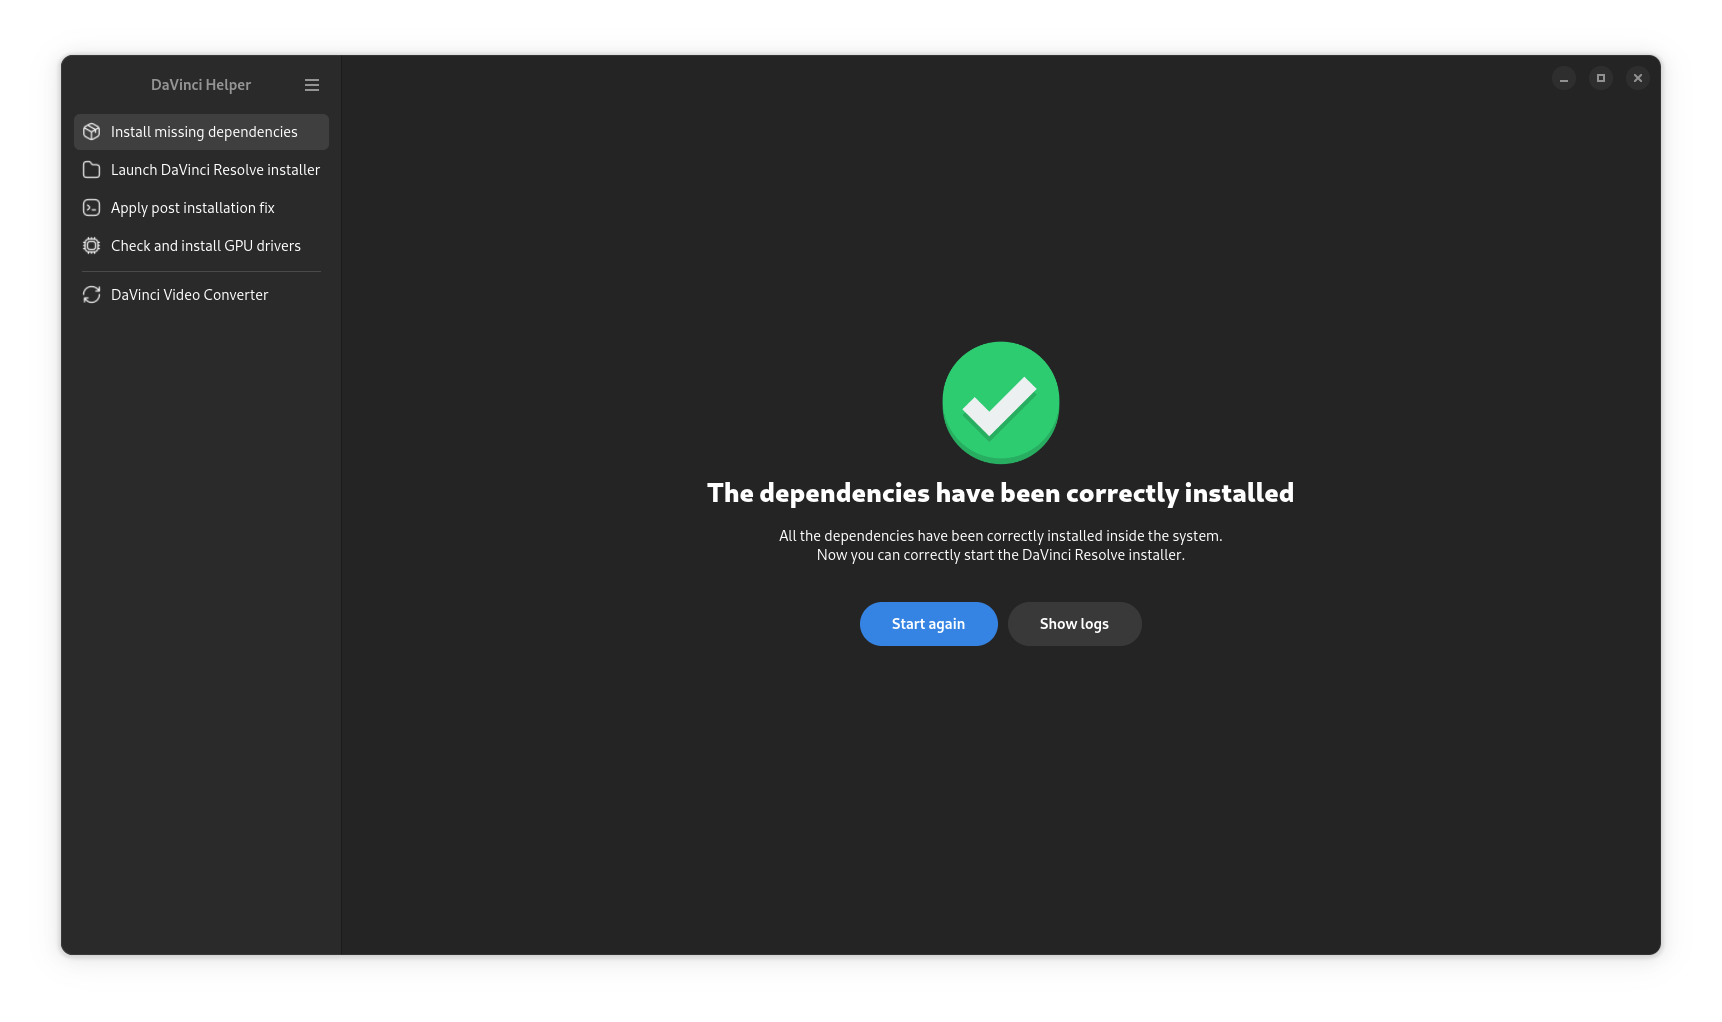 DaVinci Helper
Install missing dependencies
Launch DaVinci Resolve installer
Apply post installation fix
Check and install GPU drivers
DaVinci Video Converter
The dependencies have been correctly installed
All the dependencies have been correctly installed inside the system.
Now you can correctly start the DaVinci Resolve installer.
Start again
Show logs